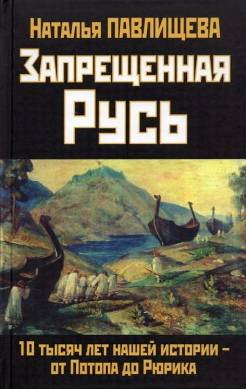 Наталья ПАВЛИЩЕВА
Запрещенная
Русь
10 тысяч лет нашей истории –
от Потопа до Рюрика